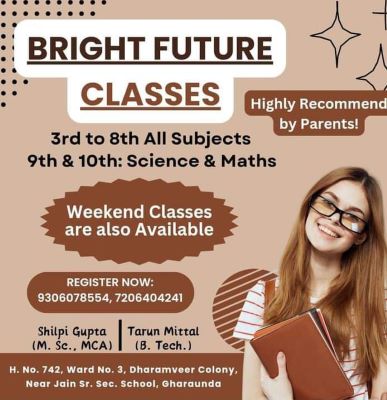 BRIGHT FUTURE
CLASSES
Highly Recommend
by Parents!
3rd to 8th All Subjects
9th & 10th: Science & Maths
Weekend Classes
are also Available
REGISTER NOW:
9306078554, 7206404241
Shilpi Gupta
(M. Sc., MCA)
Tarun Mittal
(B. Tech.)
H. No. 742, Ward No. 3, Dharamveer Colony,
Near Jain Sr. Sec. School, Gharaunda